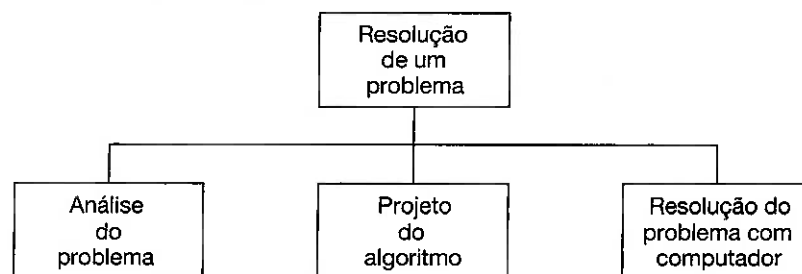 Resolução
de um
problema
Análise
do
problema
Projeto
do
algoritmo
Resolução do
problema com
computador